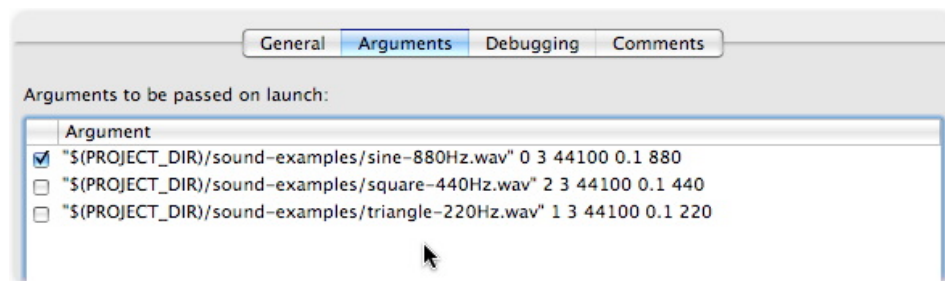 General Arguments Debugging Comments
Arguments to be passed on launch:
Argument
"$(PROJECT_DIR)/sound-examples/sine-880Hz.wav" 0 3 44100 0.1 880
"$(PROJECT_DIR)/sound-examples/square-440Hz.wav" 2 3 44100 0.1 440
"$(PROJECT_DIR)/sound-examples/triangle-220Hz.wav" 1 3 44100 0.1 220